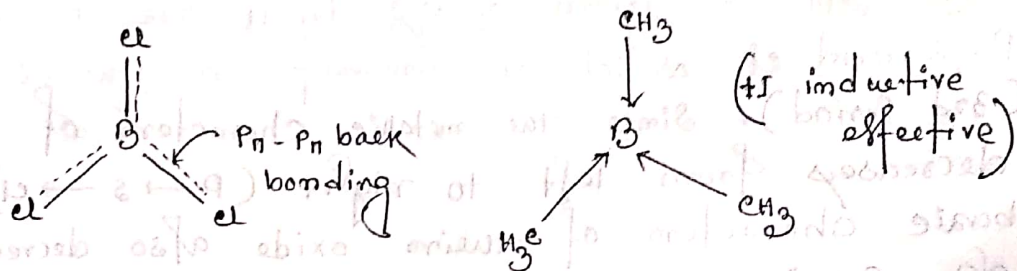 Cl
CH3
(+I inductive
effective)
B
Pπ - Pπ back
bonding
B
Cl
Cl
H3C
CH3